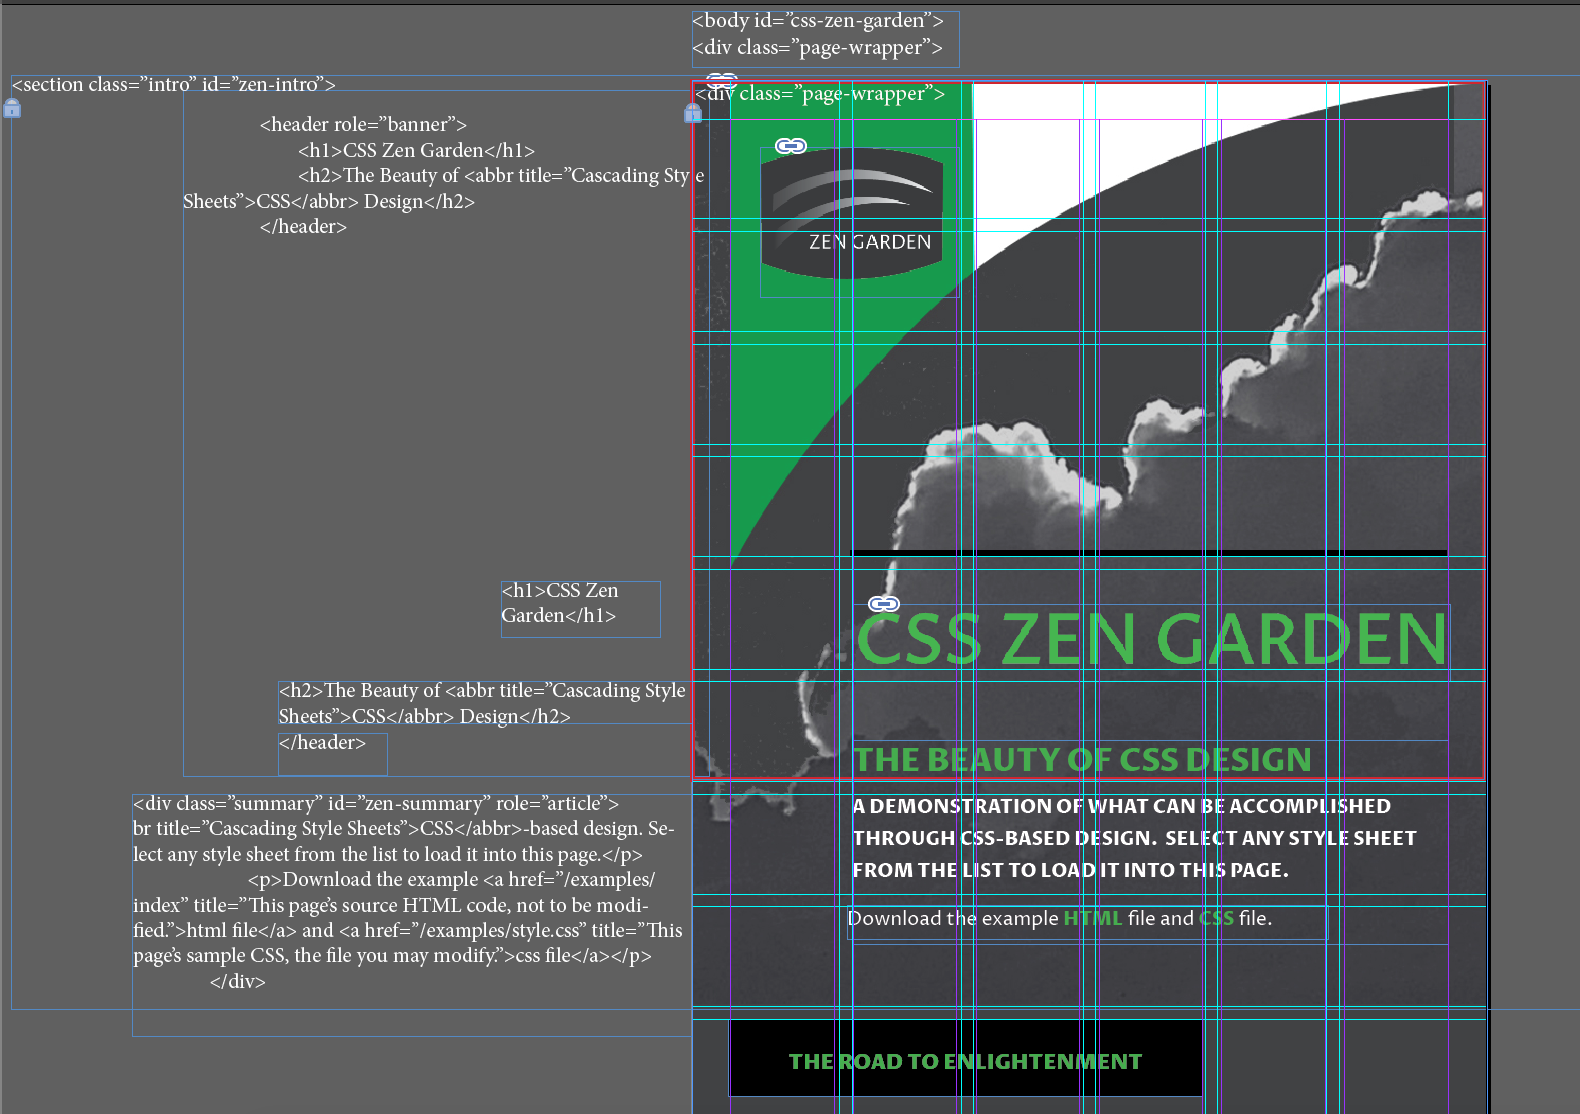 <body id="css-zen-garden">
<div class="page-wrapper">
<section class="intro" id="zen-intro">
<div class="page-wrapper">
<header role="banner">
<h1>CSS Zen Garden</h1>
<h2>The Beauty of <abbr title="Cascading Style
Sheets">CSS</abbr> Design</h2>
</header>
ZEN GARDEN
<h1>CSS Zen
Garden</h1>
CSS ZEN GARDEN
<h2>The Beauty of <abbr title="Cascading Style
Sheets">CSS</abbr> Design</h2>
</header>
THE BEAUTY OF CSS DESIGN
<div class="summary" id="zen-summary" role="article">
br title="Cascading Style Sheets">CSS</abbr>-based design. Se-
lect any style sheet from the list to load it into this page.</p>
<p>Download the example <a href="/examples/
index" title="This page's source HTML code, not to be modi-
fied.">html file</a> and <a href="/examples/style.css" title="This
page's sample CSS, the file you may modify.">css file</a></p>
</div>
A DEMONSTRATION OF WHAT CAN BE ACCOMPLISHED
THROUGH CSS-BASED DESIGN. SELECT ANY STYLE SHEET
FROM THE LIST TO LOAD IT INTO THIS PAGE.
Download the example HTML file and CSS file.
THE ROAD TO ENLIGHTENMENT